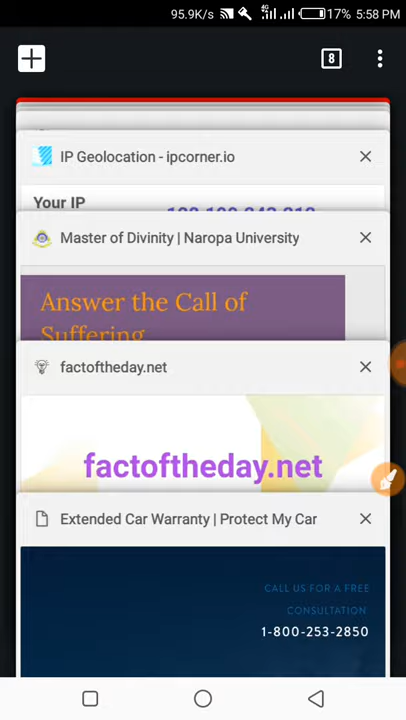 95.9K/s 4G 17% 5:58 PM
8
IP Geolocation - ipcorner.io
Your IP
Master of Divinity | Naropa University
Answer the Call of
Suffering
factoftheday.net
factoftheday.net
Extended Car Warranty | Protect My Car
CALL US FOR A FREE
CONSULTATION
1-800-253-2850